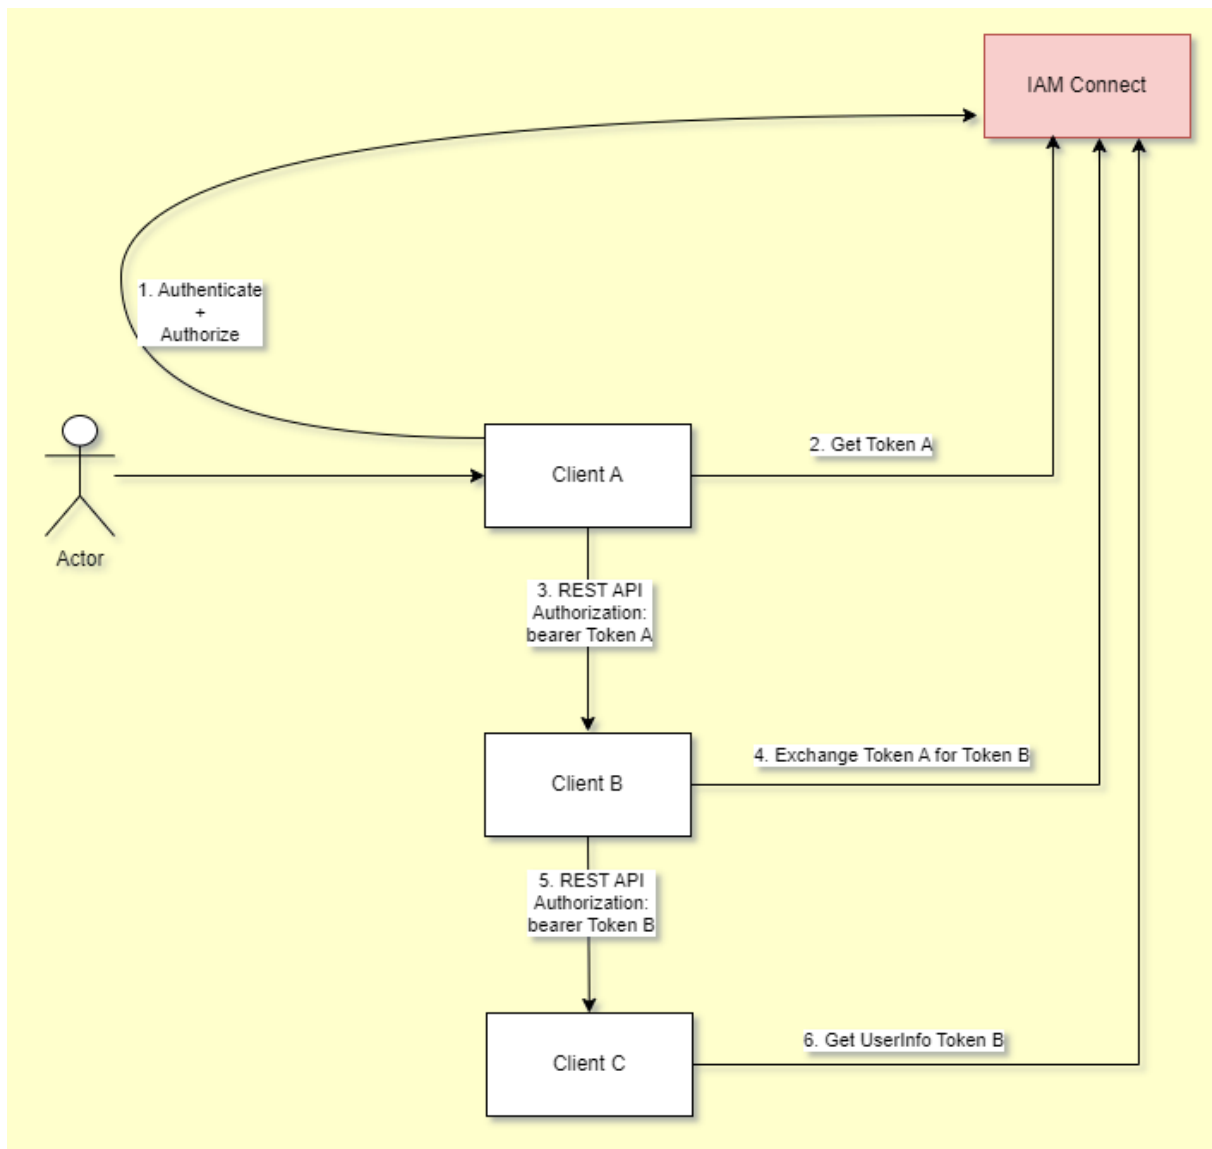 IAM Connect
1. Authenticate
+
Authorize
2. Get Token A
Client A
Actor
3. REST API
Authorization:
bearer Token A
4. Exchange Token A for Token B
Client B
5. REST API
Authorization:
bearer Token B
6. Get UserInfo Token B
Client C